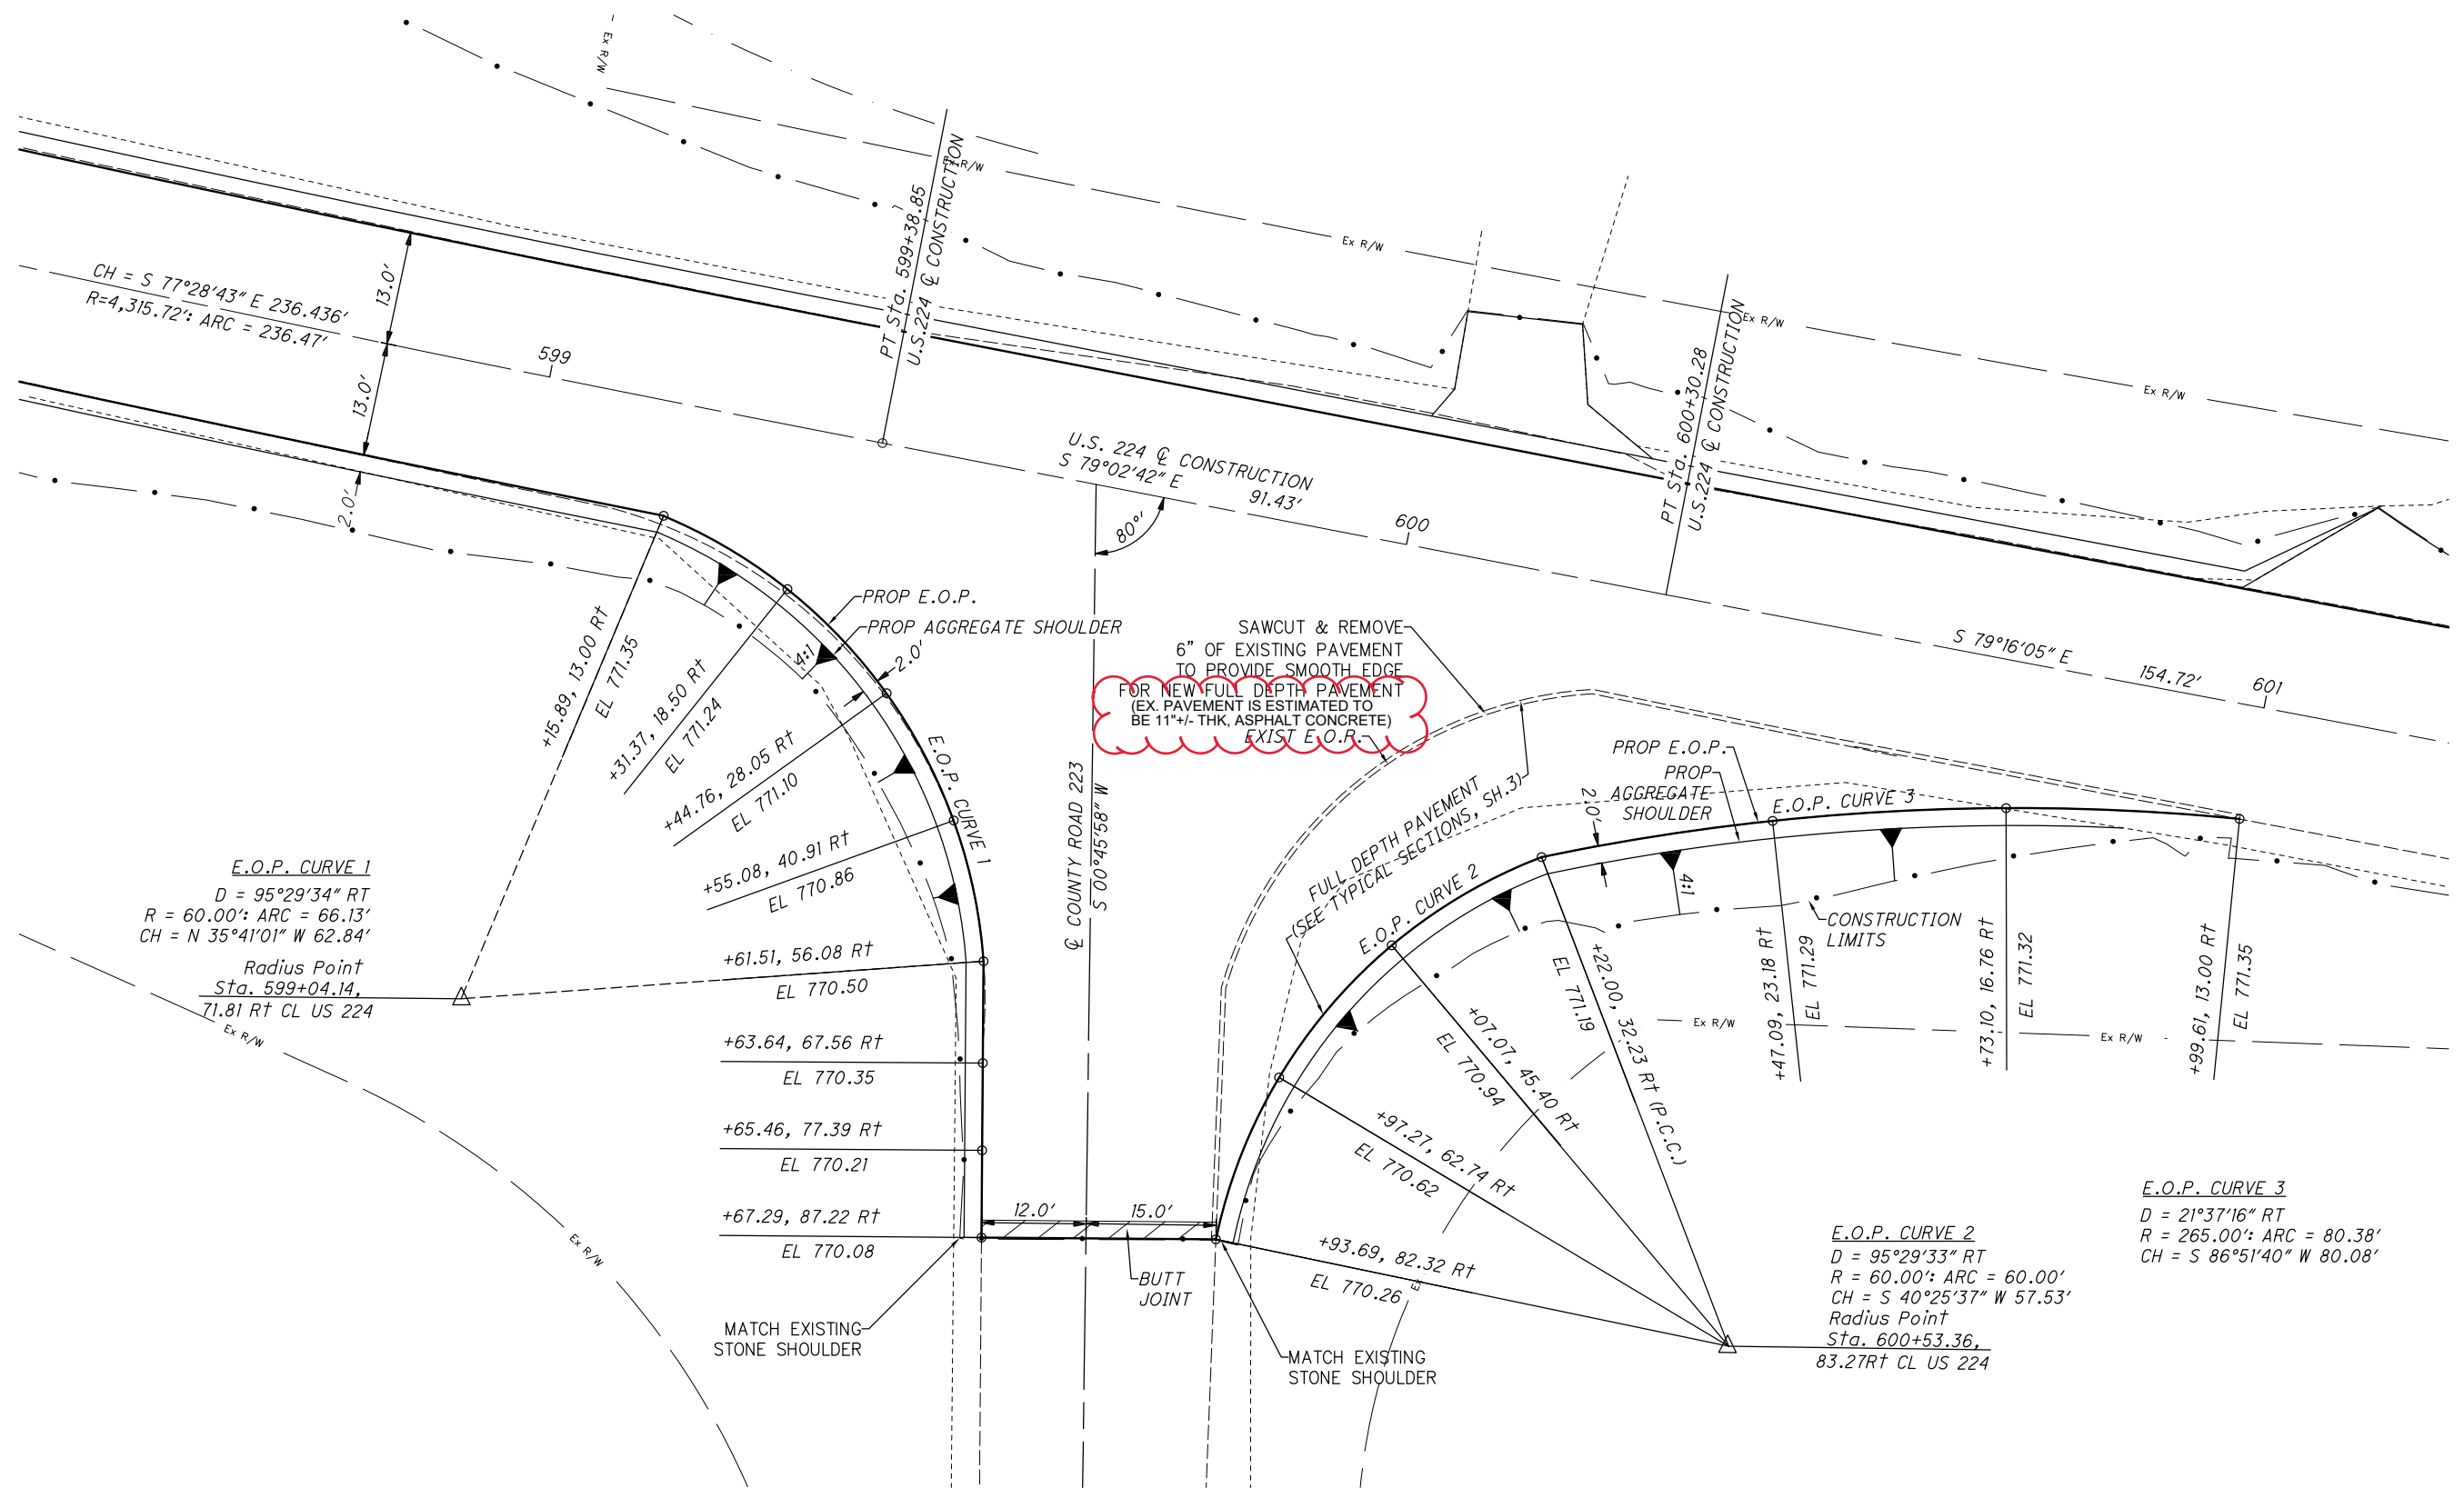 Ex R/W
Ex R/W
PT Sta. 599+38.85
U.S.224 ℄ CONSTRUCTION
Ex R/W
Ex R/W
PT Sta. 600+30.28
U.S.224 ℄ CONSTRUCTION
Ex R/W
CH = S 77°28'43" E 236.436'
R=4,315.72': ARC = 236.47'
13.0'
13.0'
2.0'
599
U.S. 224 ℄ CONSTRUCTION
S 79°02'42" E 91.43'
80°'
600
S 79°16'05" E 154.72'
601
PROP E.O.P.
PROP AGGREGATE SHOULDER
2.0'
4:1
E.O.P. CURVE 1
SAWCUT & REMOVE
6" OF EXISTING PAVEMENT
TO PROVIDE SMOOTH EDGE
FOR NEW FULL DEPTH PAVEMENT
(EX. PAVEMENT IS ESTIMATED TO
BE 11"+/- THK, ASPHALT CONCRETE)
EXIST E.O.P.
PROP E.O.P.
PROP
AGGREGATE
SHOULDER
2.0'
E.O.P. CURVE 3
FULL DEPTH PAVEMENT
(SEE TYPICAL SECTIONS, SH.3)
E.O.P. CURVE 2
4:1
CONSTRUCTION
LIMITS
℄ COUNTY ROAD 223
S 00°45'58" W
+15.89, 13.00 Rt
EL 771.35
+31.37, 18.50 Rt
EL 771.24
+44.76, 28.05 Rt
EL 771.10
+55.08, 40.91 Rt
EL 770.86
+61.51, 56.08 Rt
EL 770.50
+63.64, 67.56 Rt
EL 770.35
+65.46, 77.39 Rt
EL 770.21
+67.29, 87.22 Rt
EL 770.08
E.O.P. CURVE 1
D = 95°29'34" RT
R = 60.00': ARC = 66.13'
CH = N 35°41'01" W 62.84'
Radius Point
Sta. 599+04.14,
71.81 Rt CL US 224
Ex R/W
Ex R/W
12.0'
15.0'
BUTT
JOINT
MATCH EXISTING
STONE SHOULDER
MATCH EXISTING
STONE SHOULDER
+93.69, 82.32 Rt
EL 770.26
Ex
+97.27, 62.74 Rt
EL 770.62
+07.07, 45.40 Rt
EL 770.94
+22.00, 32.23 Rt (P.C.C.)
EL 771.19
+47.09, 23.18 Rt
EL 771.29
+73.10, 16.76 Rt
EL 771.32
+99.61, 13.00 Rt
EL 771.35
Ex R/W
Ex R/W
E.O.P. CURVE 2
D = 95°29'33" RT
R = 60.00': ARC = 60.00'
CH = S 40°25'37" W 57.53'
Radius Point
Sta. 600+53.36,
83.27Rt CL US 224
E.O.P. CURVE 3
D = 21°37'16" RT
R = 265.00': ARC = 80.38'
CH = S 86°51'40" W 80.08'